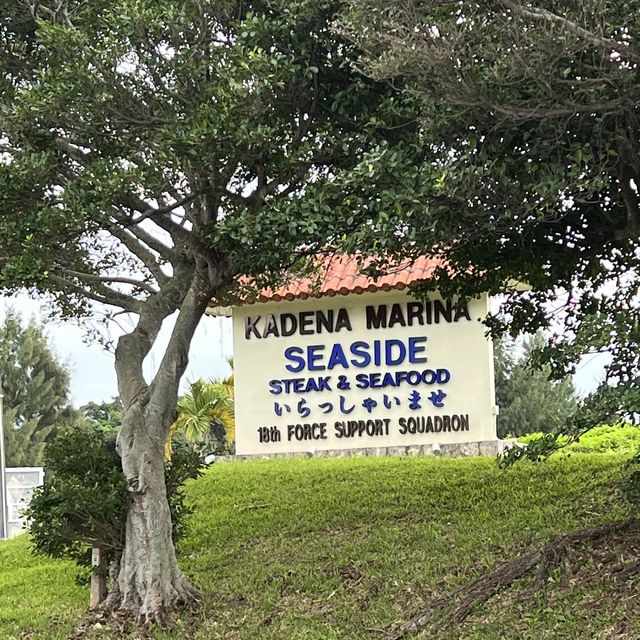 KADENA MARINA
SEASIDE
STEAK & SEAFOOD
いらっしゃいませ
18th FORCE SUPPORT SQUADRON